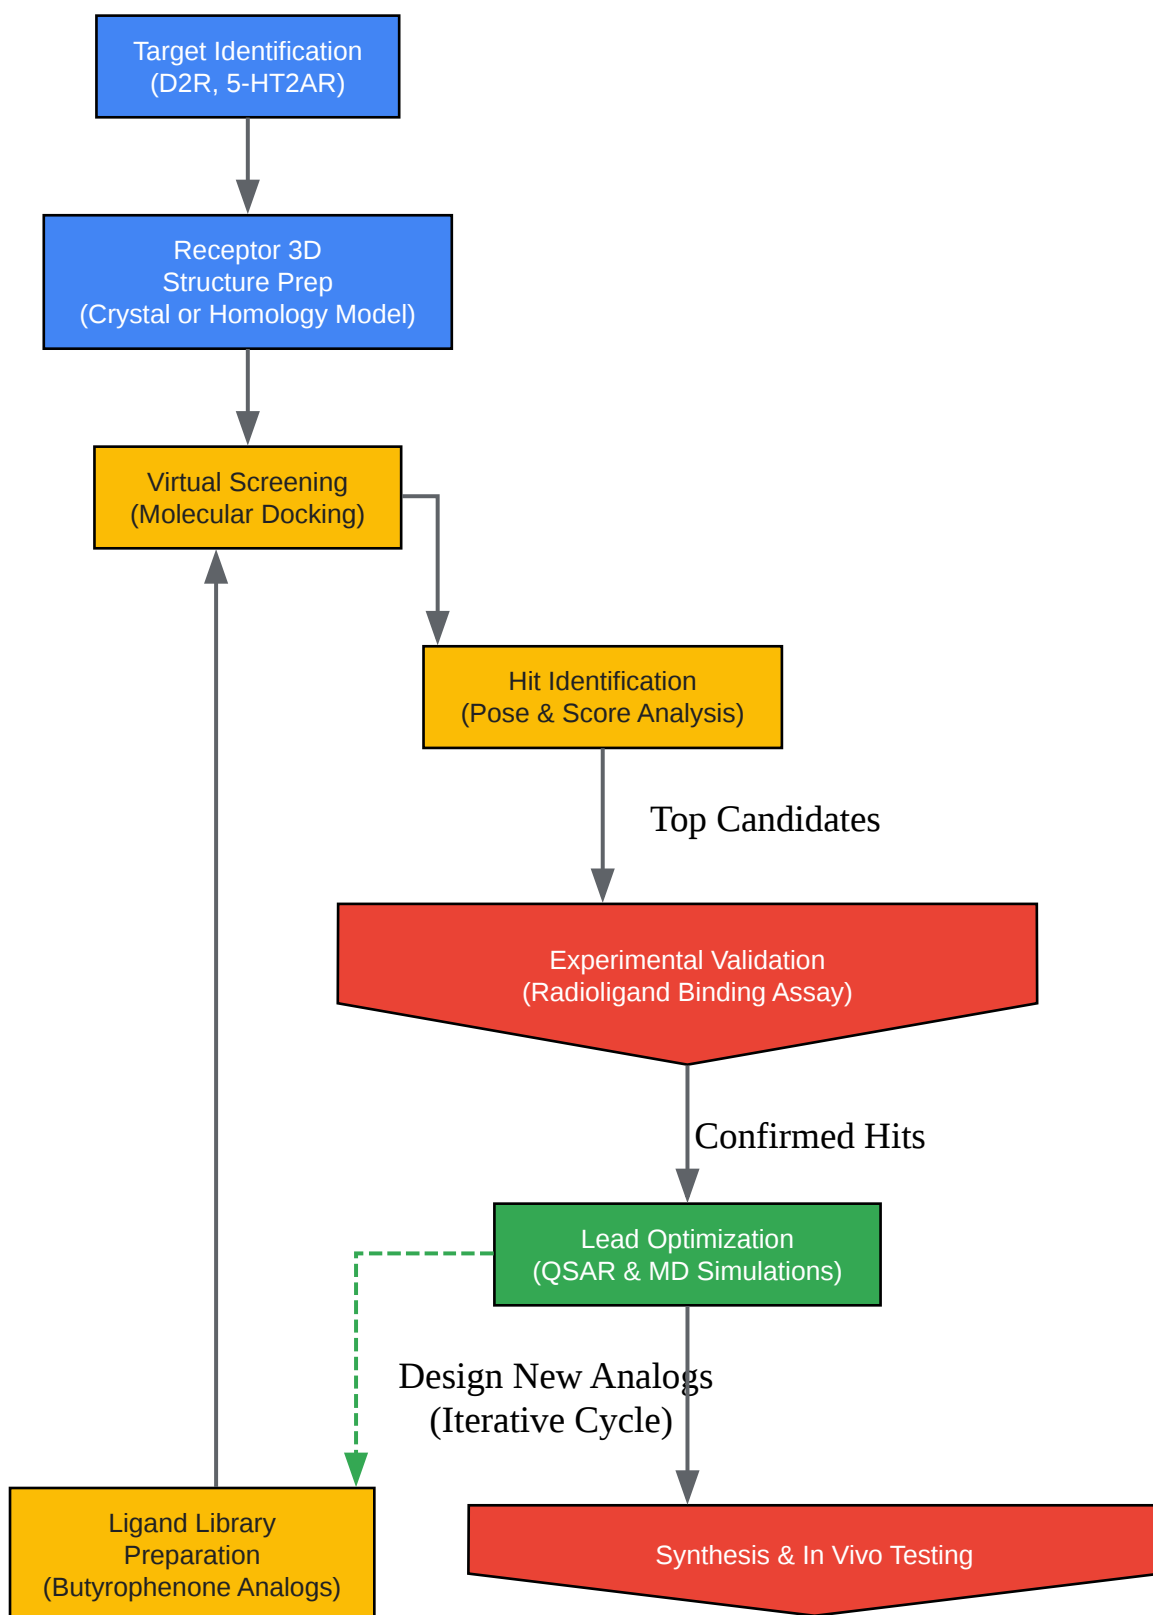 Target Identification
(D2R, 5-HT2AR)
Receptor 3D
Structure Prep
(Crystal or Homology Model)
Virtual Screening
(Molecular Docking)
Hit Identification
(Pose & Score Analysis)
Top Candidates
Experimental Validation
(Radioligand Binding Assay)
Confirmed Hits
Lead Optimization
(QSAR & MD Simulations)
Design New Analogs
(Iterative Cycle)
Ligand Library
Preparation
(Butyrophenone Analogs)
Synthesis & In Vivo Testing